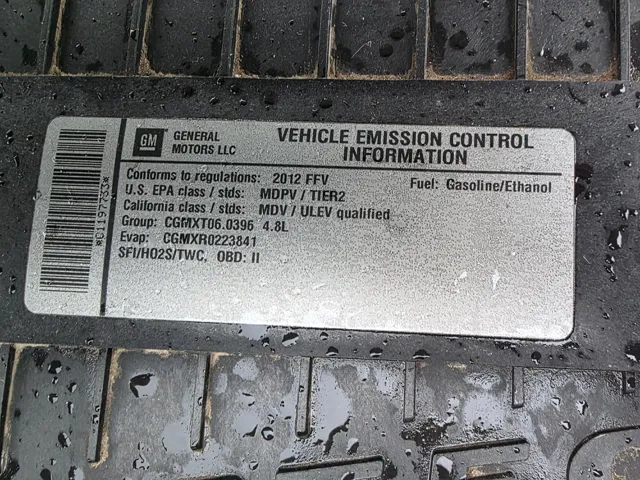 GM
GENERAL MOTORS LLC
VEHICLE EMISSION CONTROL
INFORMATION
Conforms to regulations: 2012 FFV
Fuel: Gasoline/Ethanol
U.S. EPA class / stds: MDPV / TIER2
California class / stds: MDV / ULEV qualified
Group: CGMXT06.0396 4.8L
Evap: CGMXR0223841
SFI/HO2S/TWC, OBD: II